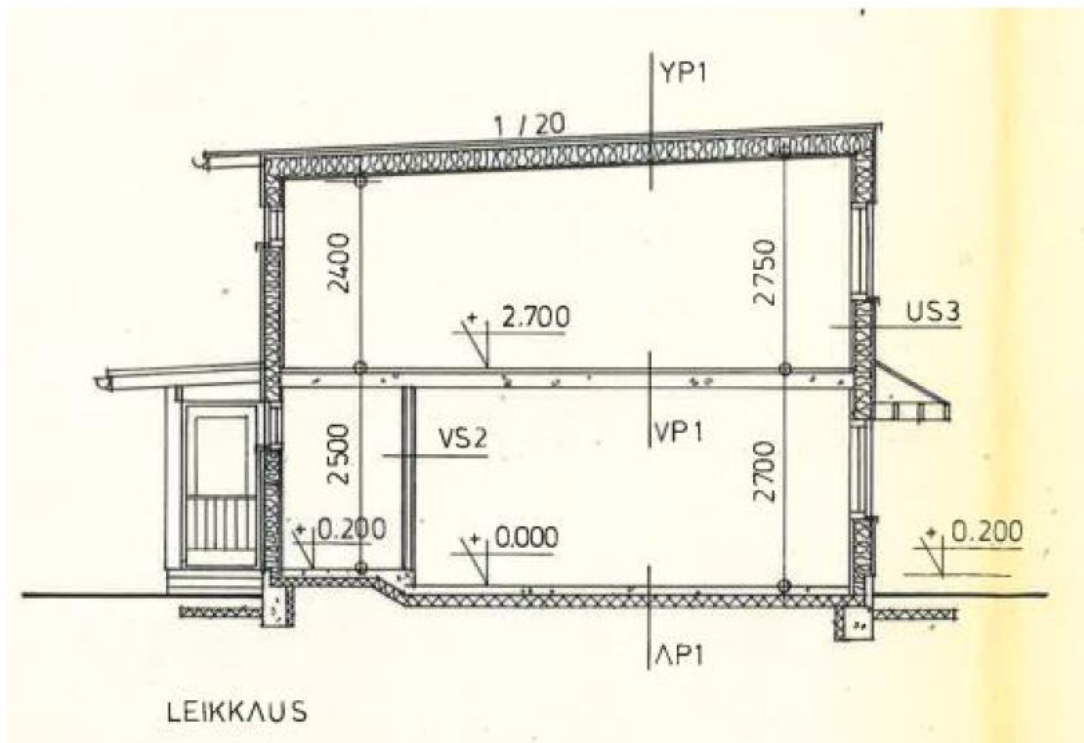 YP1
1 / 20
2400
2750
+ 2.700
US3
VS2
VP1
2500
2700
+ 0.200
+ 0.000
+ 0.200
AP1
LEIKKAUS